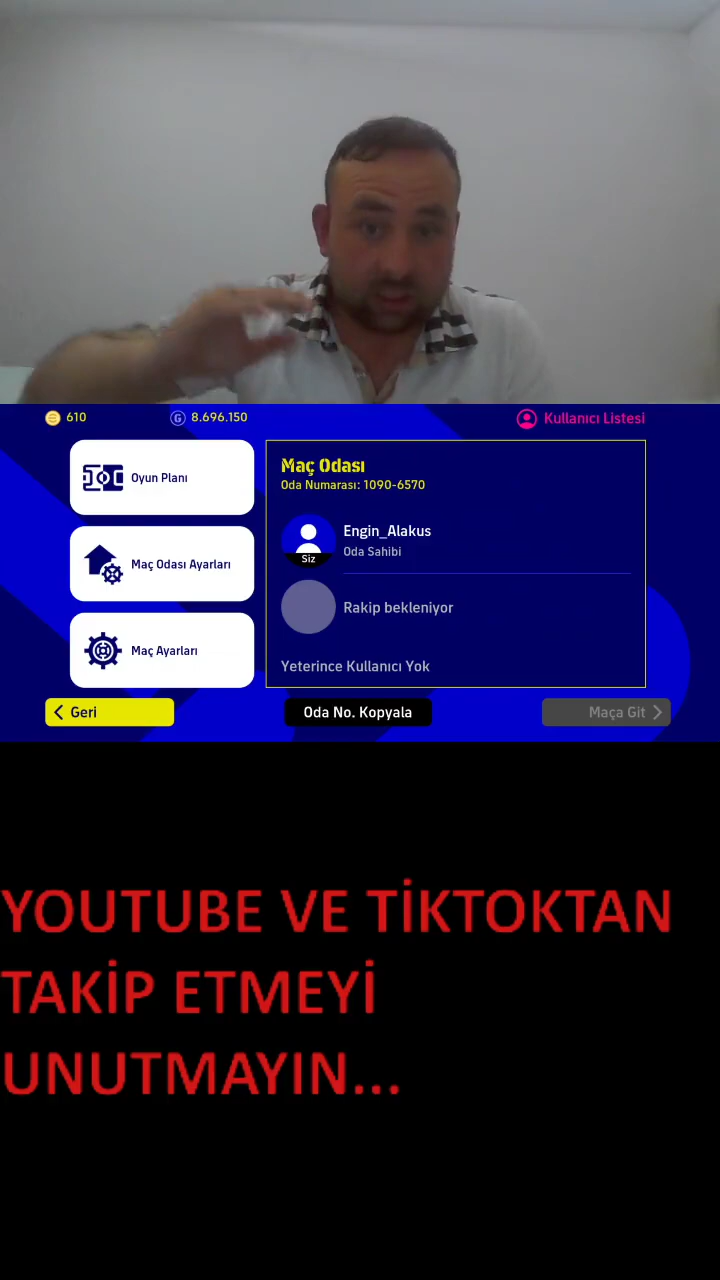 610
8.696.150
Kullanıcı Listesi
Oyun Planı
Maç Odası Ayarları
Maç Ayarları
Maç Odası
Oda Numarası: 1090-6570
Engin_Alakus
Oda Sahibi
Siz
Rakip bekleniyor
Yeterince Kullanıcı Yok
Geri
Oda No. Kopyala
Maça Git
YOUTUBE VE TİKTOKTAN
TAKİP ETMEYİ
UNUTMAYIN...